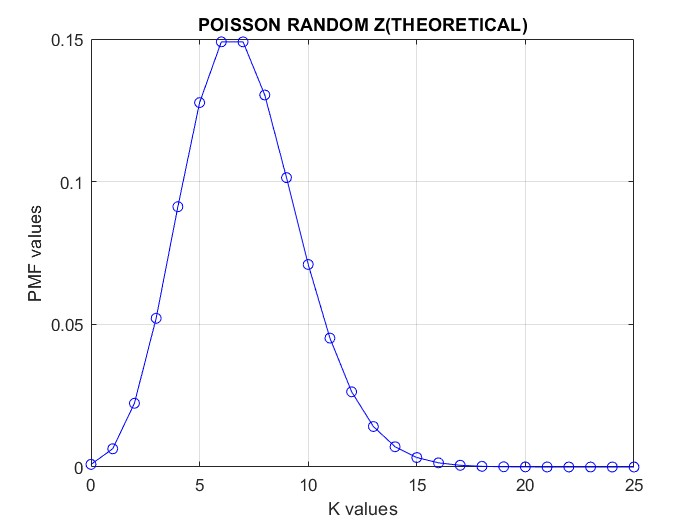 POISSON RANDOM Z(THEORETICAL)
0.15
0.1
0.05
0
PMF values
0 5 10 15 20 25
K values